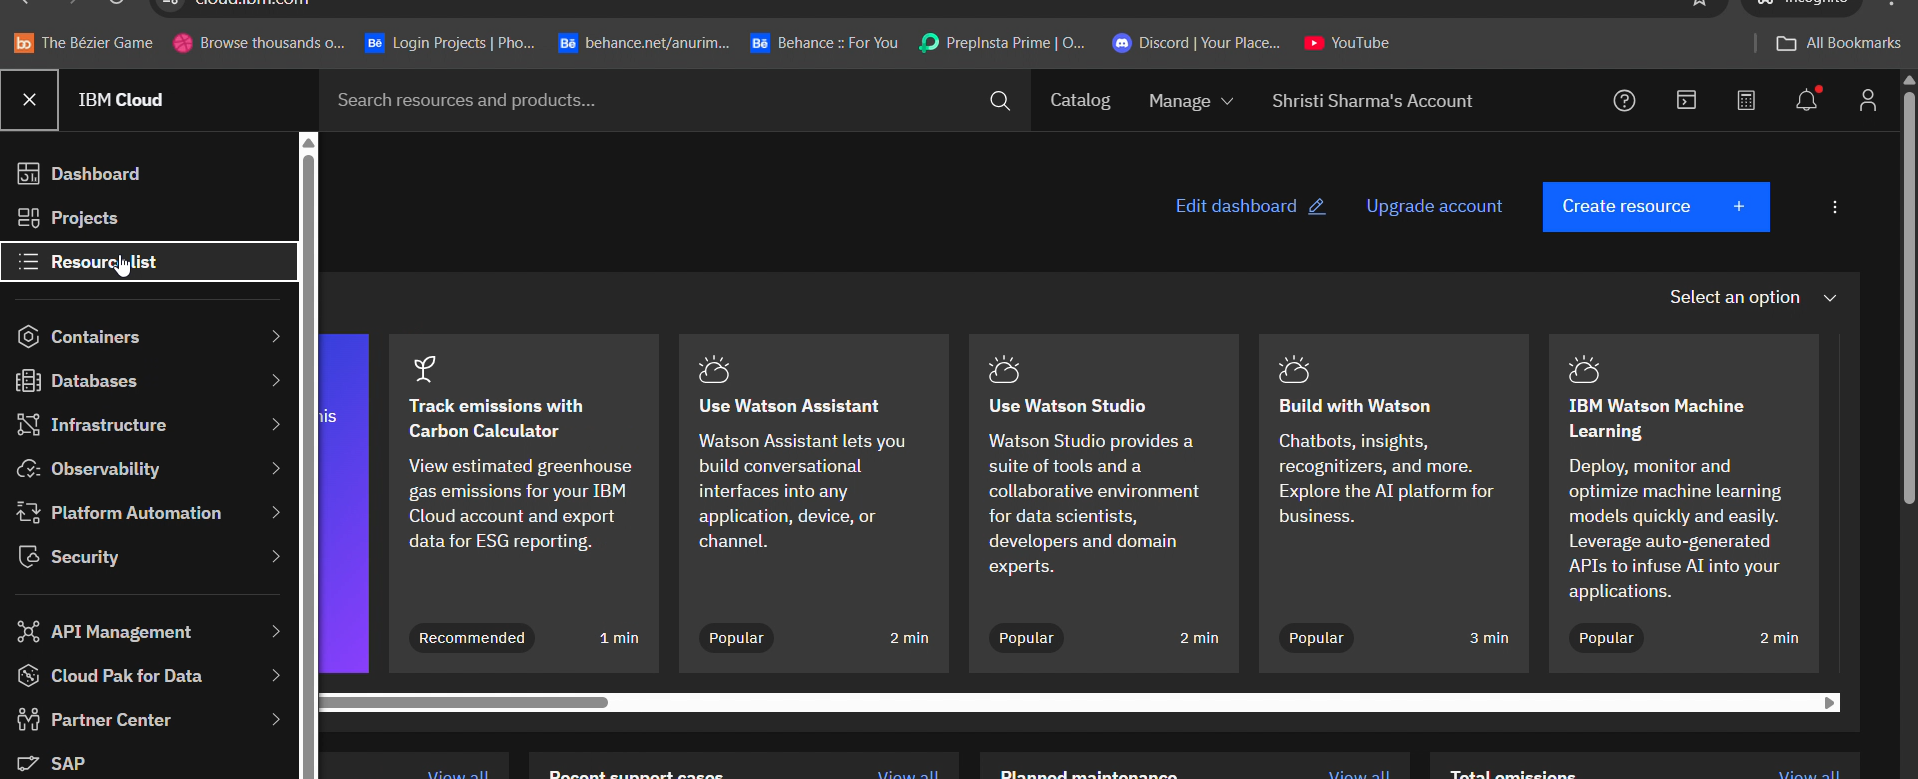 The Bézier Game
Browse thousands o...
Login Projects | Pho...
behance.net/anurim...
Behance :: For You
PrepInsta Prime | O...
Discord | Your Place...
YouTube
All Bookmarks
IBM Cloud
Search resources and products...
Catalog
Manage
Shristi Sharma's Account
Dashboard
Projects
Resource list
Containers
Databases
Infrastructure
Observability
Platform Automation
Security
API Management
Cloud Pak for Data
Partner Center
SAP
Edit dashboard
Upgrade account
Create resource +
Select an option
his
Track emissions with
Carbon Calculator
View estimated greenhouse
gas emissions for your IBM
Cloud account and export
data for ESG reporting.
Recommended
1 min
Use Watson Assistant
Watson Assistant lets you
build conversational
interfaces into any
application, device, or
channel.
Popular
2 min
Use Watson Studio
Watson Studio provides a
suite of tools and a
collaborative environment
for data scientists,
developers and domain
experts.
Popular
2 min
Build with Watson
Chatbots, insights,
recognitizers, and more.
Explore the AI platform for
business.
Popular
3 min
IBM Watson Machine
Learning
Deploy, monitor and
optimize machine learning
models quickly and easily.
Leverage auto-generated
APIs to infuse AI into your
applications.
Popular
2 min
View all
Recent support cases
View all
Planned maintenance
View all
Total emissions
View all